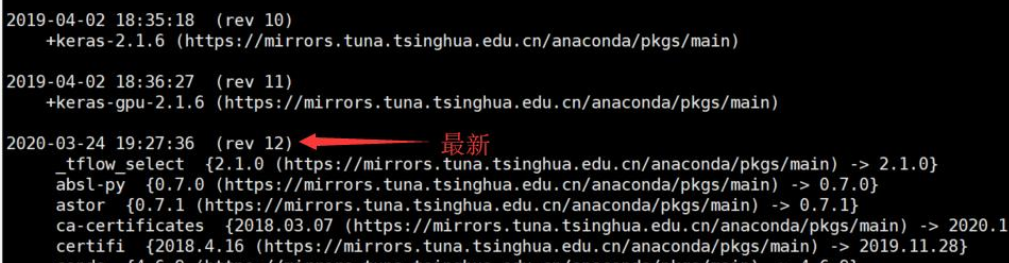 2019-04-02 18:35:18  (rev 10)
    +keras-2.1.6 (https://mirrors.tuna.tsinghua.edu.cn/anaconda/pkgs/main)
2019-04-02 18:36:27  (rev 11)
    +keras-gpu-2.1.6 (https://mirrors.tuna.tsinghua.edu.cn/anaconda/pkgs/main)
2020-03-24 19:27:36  (rev 12) 最新
     _tflow_select  {2.1.0 (https://mirrors.tuna.tsinghua.edu.cn/anaconda/pkgs/main) -> 2.1.0}
     absl-py  {0.7.0 (https://mirrors.tuna.tsinghua.edu.cn/anaconda/pkgs/main) -> 0.7.0}
     astor  {0.7.1 (https://mirrors.tuna.tsinghua.edu.cn/anaconda/pkgs/main) -> 0.7.1}
     ca-certificates  {2018.03.07 (https://mirrors.tuna.tsinghua.edu.cn/anaconda/pkgs/main) -> 2020.1
     certifi  {2018.4.16 (https://mirrors.tuna.tsinghua.edu.cn/anaconda/pkgs/main) -> 2019.11.28}